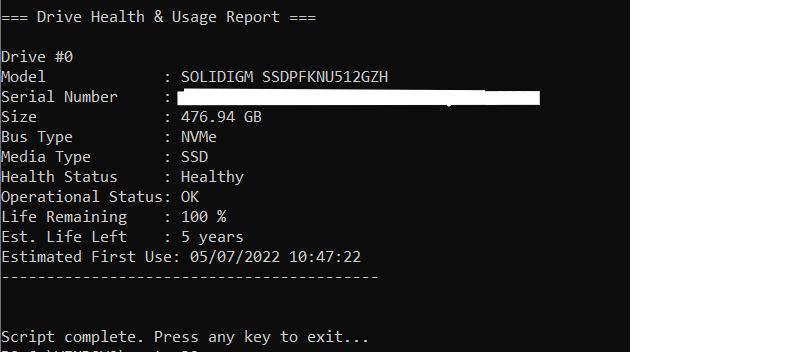 === Drive Health & Usage Report ===
Drive #0
Model : SOLIDIGM SSDPFKNU512GZH
Serial Number :
Size : 476.94 GB
Bus Type : NVMe
Media Type : SSD
Health Status : Healthy
Operational Status: OK
Life Remaining : 100 %
Est. Life Left : 5 years
Estimated First Use: 05/07/2022 10:47:22
------------------------------------------
Script complete. Press any key to exit...